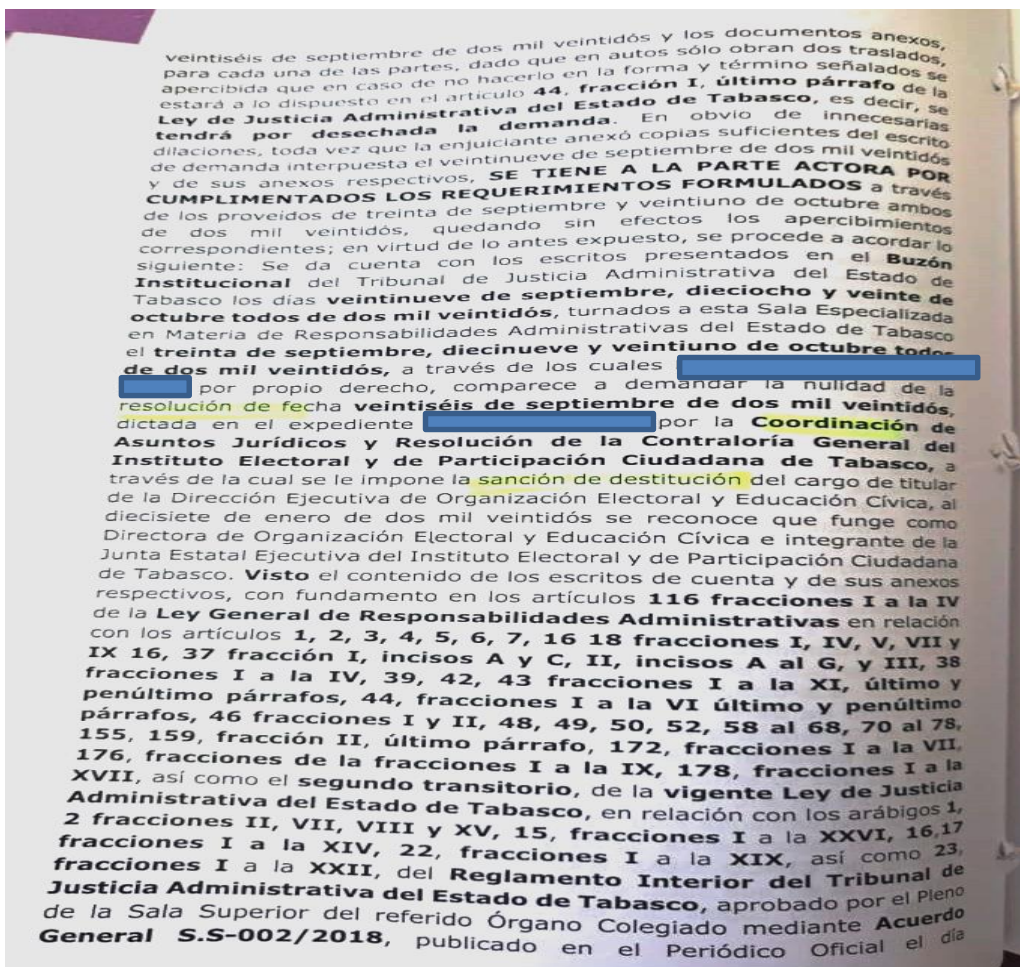 veintiséis de septiembre de dos mil veintidós y los documentos anexos,
para cada una de las partes, dado que en autos sólo obran dos traslados,
apercibida que en caso de no hacerlo en la forma y término señalados se
estará a lo dispuesto en el articulo 44, fracción I, último párrafo de la
Ley de Justicia Administrativa del Estado de Tabasco, es decir, se
tendrá por desechada la demanda. En obvio de innecesarias
dilaciones, toda vez que la enjuiciante anexó copias suficientes del escrito
de demanda interpuesta el veintinueve de septiembre de dos mil veintidós
y de sus anexos respectivos, SE TIENE A LA PARTE ACTORA POR
CUMPLIMENTADOS LOS REQUERIMIENTOS FORMULADOS a través
de los proveidos de treinta de septiembre y veintiuno de octubre ambos
de dos mil veintidós, quedando sin efectos los apercibimientos
correspondientes; en virtud de lo antes expuesto, se procede a acordar lo
siguiente: Se da cuenta con los escritos presentados en el Buzón
Institucional del Tribunal de Justicia Administrativa del Estado de
Tabasco los días veintinueve de septiembre, dieciocho y veinte de
octubre todos de dos mil veintidós, turnados a esta Sala Especializada
en Materia de Responsabilidades Administrativas del Estado de Tabasco
el treinta de septiembre, diecinueve y veintiuno de octubre todos
de dos mil veintidós, a través de los cuales
por propio derecho, comparece a demandar la nulidad de la
resolución de fecha veintiséis de septiembre de dos mil veintidós,
dictada en el expediente por la Coordinación de
Asuntos Jurídicos y Resolución de la Contraloría General del
Instituto Electoral y de Participación Ciudadana de Tabasco, a
través de la cual se le impone la sanción de destitución del cargo de titular
de la Dirección Ejecutiva de Organización Electoral y Educación Cívica, al
diecisiete de enero de dos mil veintidós se reconoce que funge como
Directora de Organización Electoral y Educación Cívica e integrante de la
Junta Estatal Ejecutiva del Instituto Electoral y de Participación Ciudadana
de Tabasco. Visto el contenido de los escritos de cuenta y de sus anexos
respectivos, con fundamento en los artículos 116 fracciones I a la IV
de la Ley General de Responsabilidades Administrativas en relación
con los artículos 1, 2, 3, 4, 5, 6, 7, 16 18 fracciones I, IV, V, VII y
IX 16, 37 fracción I, incisos A y C, II, incisos A al G, y III, 38
fracciones I a la IV, 39, 42, 43 fracciones I a la XI, último y
penúltimo párrafos, 44, fracciones I a la VI último y penúltimo
párrafos, 46 fracciones I y II, 48, 49, 50, 52, 58 al 68, 70 al 78,
155, 159, fracción II, último párrafo, 172, fracciones I a la VII,
176, fracciones de la fracciones I a la IX, 178, fracciones I a la
XVII, así como el segundo transitorio, de la vigente Ley de Justicia
Administrativa del Estado de Tabasco, en relación con los arábigos 1,
2 fracciones II, VII, VIII y XV, 15, fracciones I a la XXVI, 16,17
fracciones I a la XIV, 22, fracciones I a la XIX, así como 23,
fracciones I a la XXII, del Reglamento Interior del Tribunal de
Justicia Administrativa del Estado de Tabasco, aprobado por el Pleno
de la Sala Superior del referido Órgano Colegiado mediante Acuerdo
General S.S-002/2018, publicado en el Periódico Oficial el día